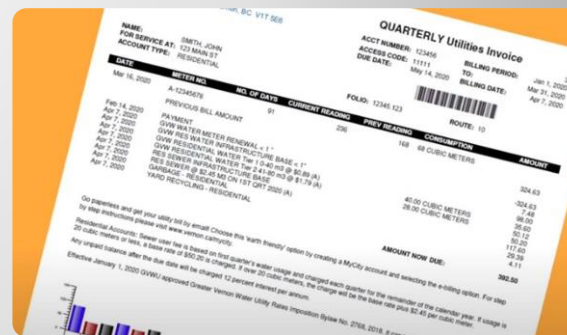 BC V1T 5E6
QUARTERLY Utilities Invoice
NAME: SMITH, JOHN
FOR SERVICE AT: 123 MAIN ST
ACCOUNT TYPE: RESIDENTIAL
ACCT NUMBER: 123456
ACCESS CODE: 11111
DUE DATE: May 14, 2020
BILLING PERIOD: Jan 1, 2020
TO: Mar 31, 2020
BILLING DATE: Apr 7, 2020
FOLIO: 12345.123
ROUTE: 10
DATE METER NO. NO. OF DAYS CURRENT READING PREV READING CONSUMPTION AMOUNT
Mar 16, 2020 A-12345678 91 236 168 68 CUBIC METERS
PREVIOUS BILL AMOUNT 324.63
Feb 14, 2020 PAYMENT -324.63
Apr 7, 2020 GVW WATER METER RENEWAL < 1" 7.48
Apr 7, 2020 GVW RES WATER INFRASTRUCTURE BASE < 1" 98.00
Apr 7, 2020 GVW RESIDENTIAL WATER Tier 1 0-40 m3 @ $0.89 (A) 40.00 CUBIC METERS 35.60
Apr 7, 2020 GVW RESIDENTIAL WATER Tier 2 41-80 m3 @ $1.79 (A) 28.00 CUBIC METERS 50.12
Apr 7, 2020 RES SEWER INFRASTRUCTURE BASE 50.20
Apr 7, 2020 RES SEWER @ $2.45 M3 ON 1ST QRT 2020 (A) 117.60
Apr 7, 2020 GARBAGE - RESIDENTIAL 29.39
Apr 7, 2020 YARD RECYCLING - RESIDENTIAL 4.11
AMOUNT NOW DUE: 392.50
Go paperless and get your utility bill by email! Choose this 'earth friendly' option by creating a MyCity account and selecting the e-billing option. For step
by step instructions please visit www.vernon.ca/mycity.
Residential Accounts: Sewer user fee is based on first quarter's water usage and charged each quarter for the remainder of the calendar year. If usage is
20 cubic meters or less, a base rate of $50.20 is charged. If over 20 cubic meters, the charge will be the base rate plus $2.45 per cubic meter.
Any unpaid balance after the due date will be charged 12 percent interest per annum.
Effective January 1, 2020 GVWU approved Greater Vernon Water Utility Rates Imposition Bylaw No. 2768, 2018.